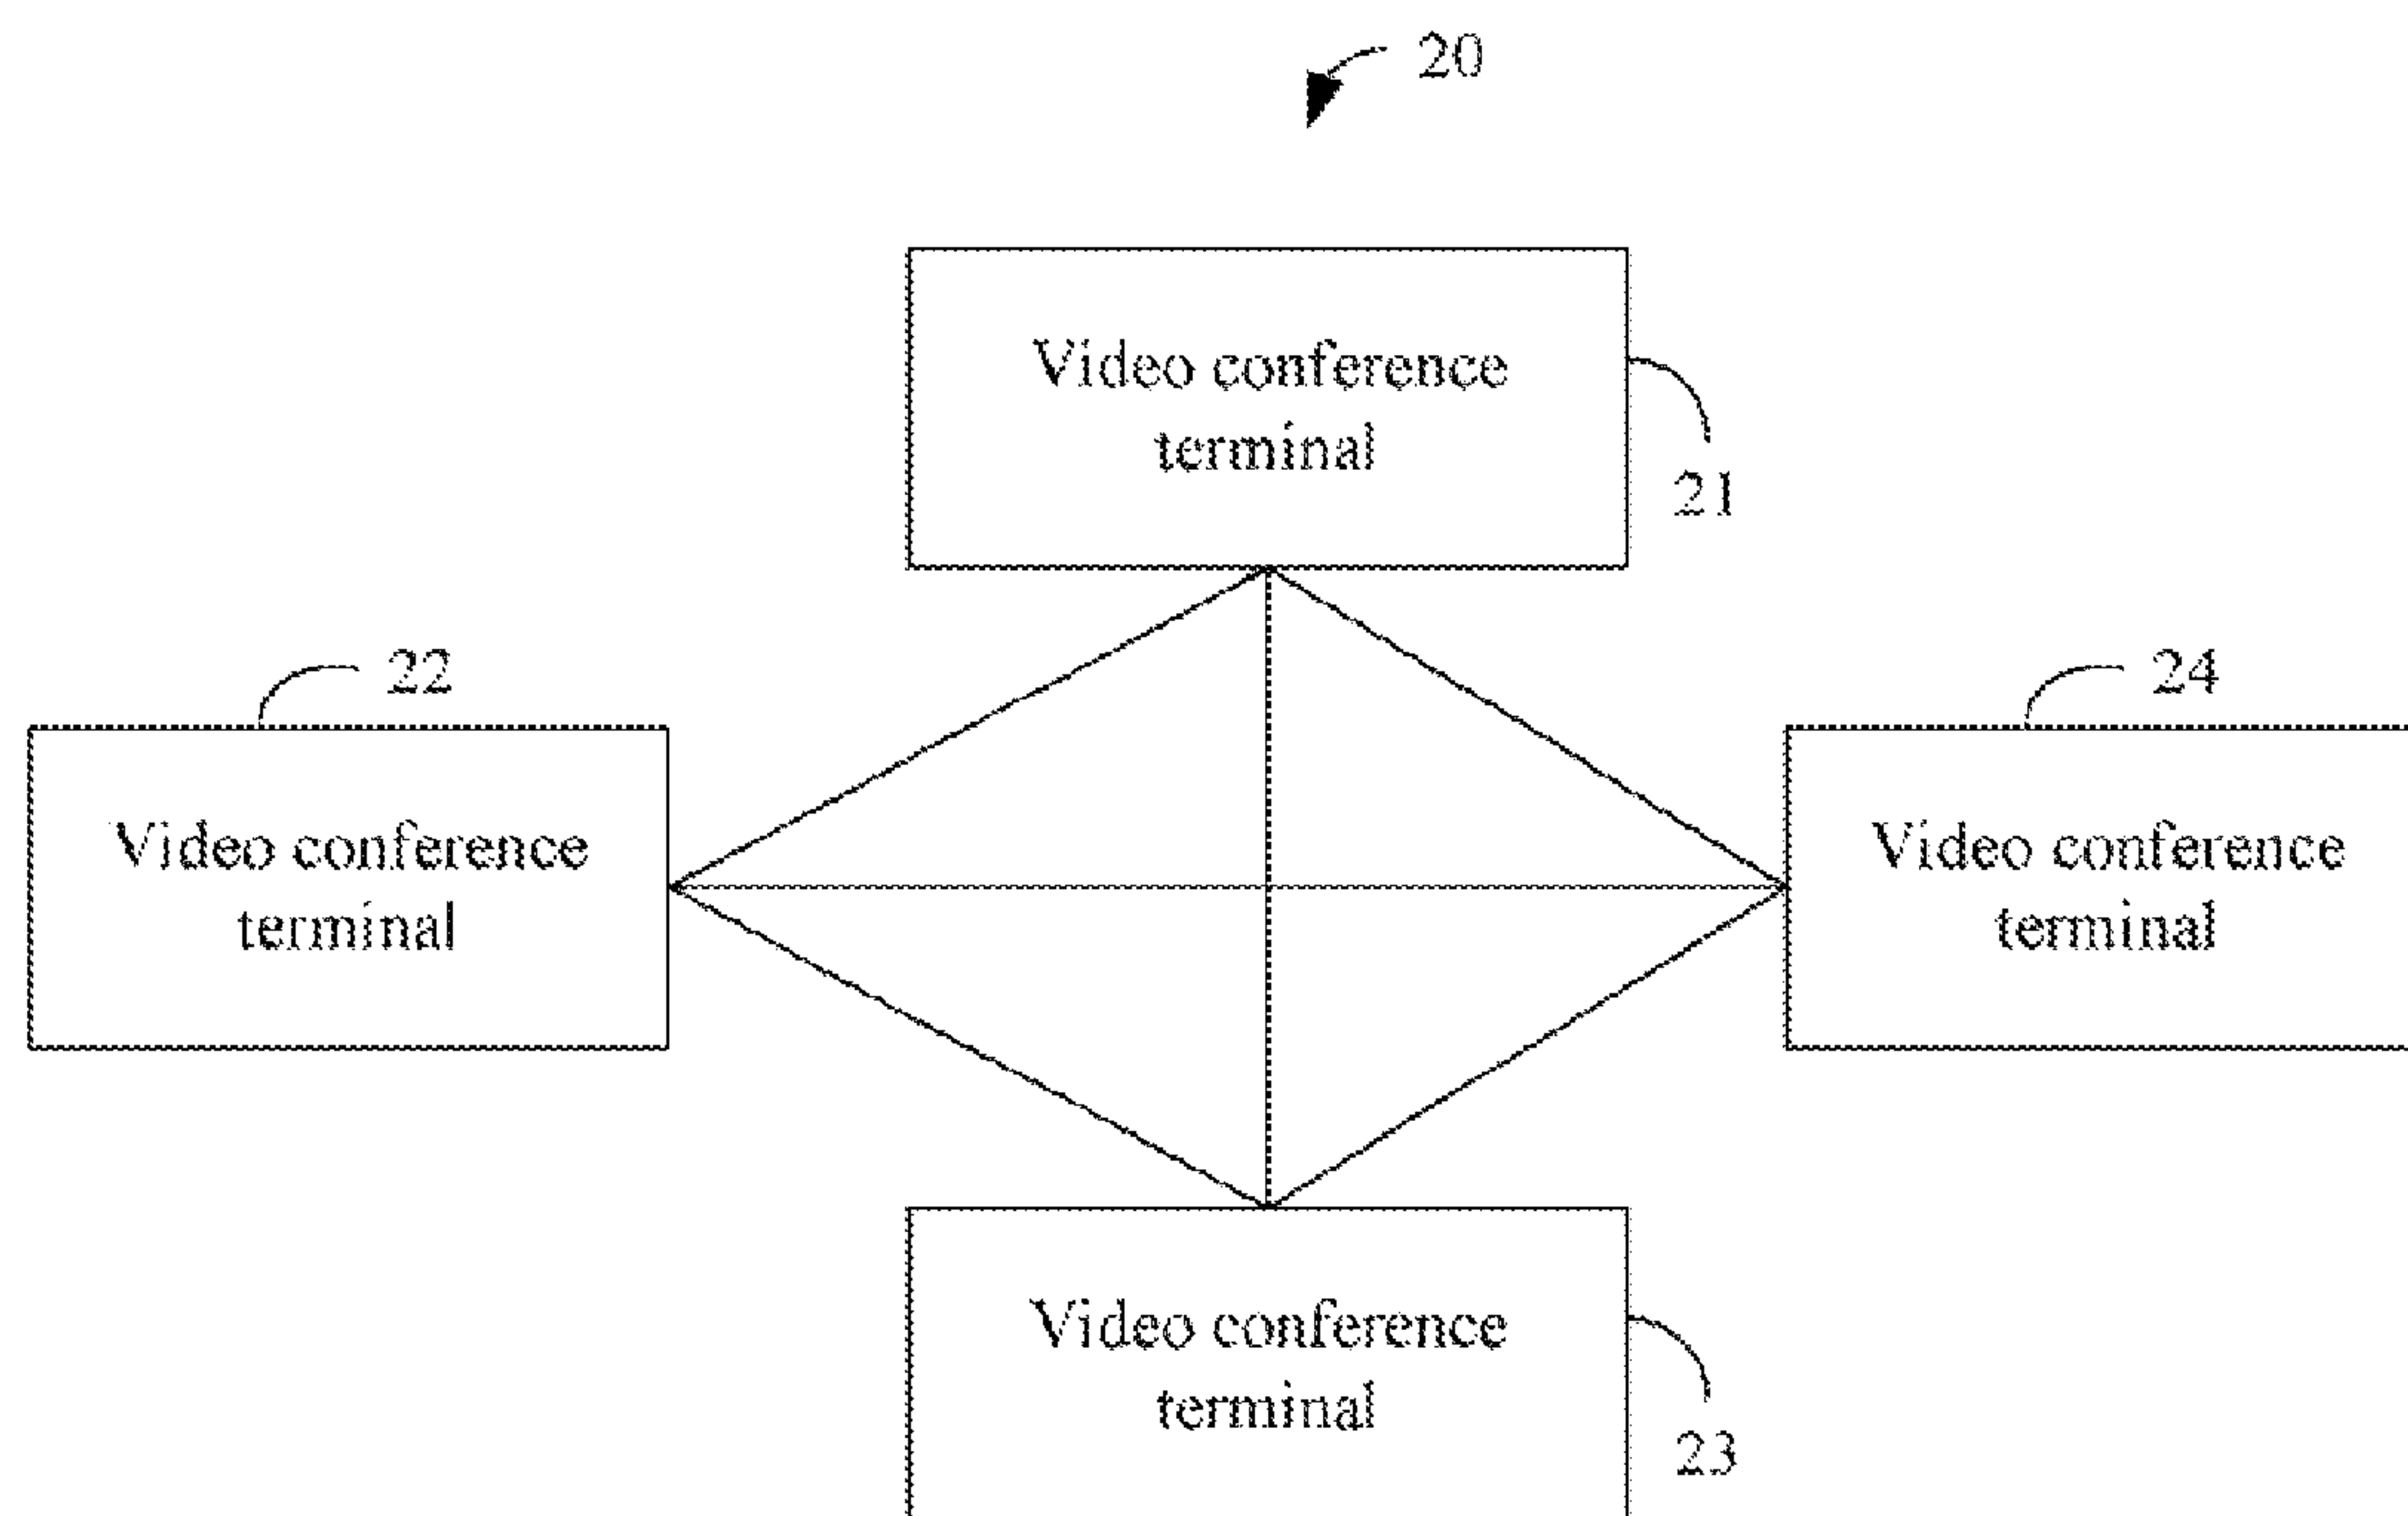 20
Video conference
terminal
21
22
Video conference
terminal
24
Video conference
terminal
Video conference
terminal
23